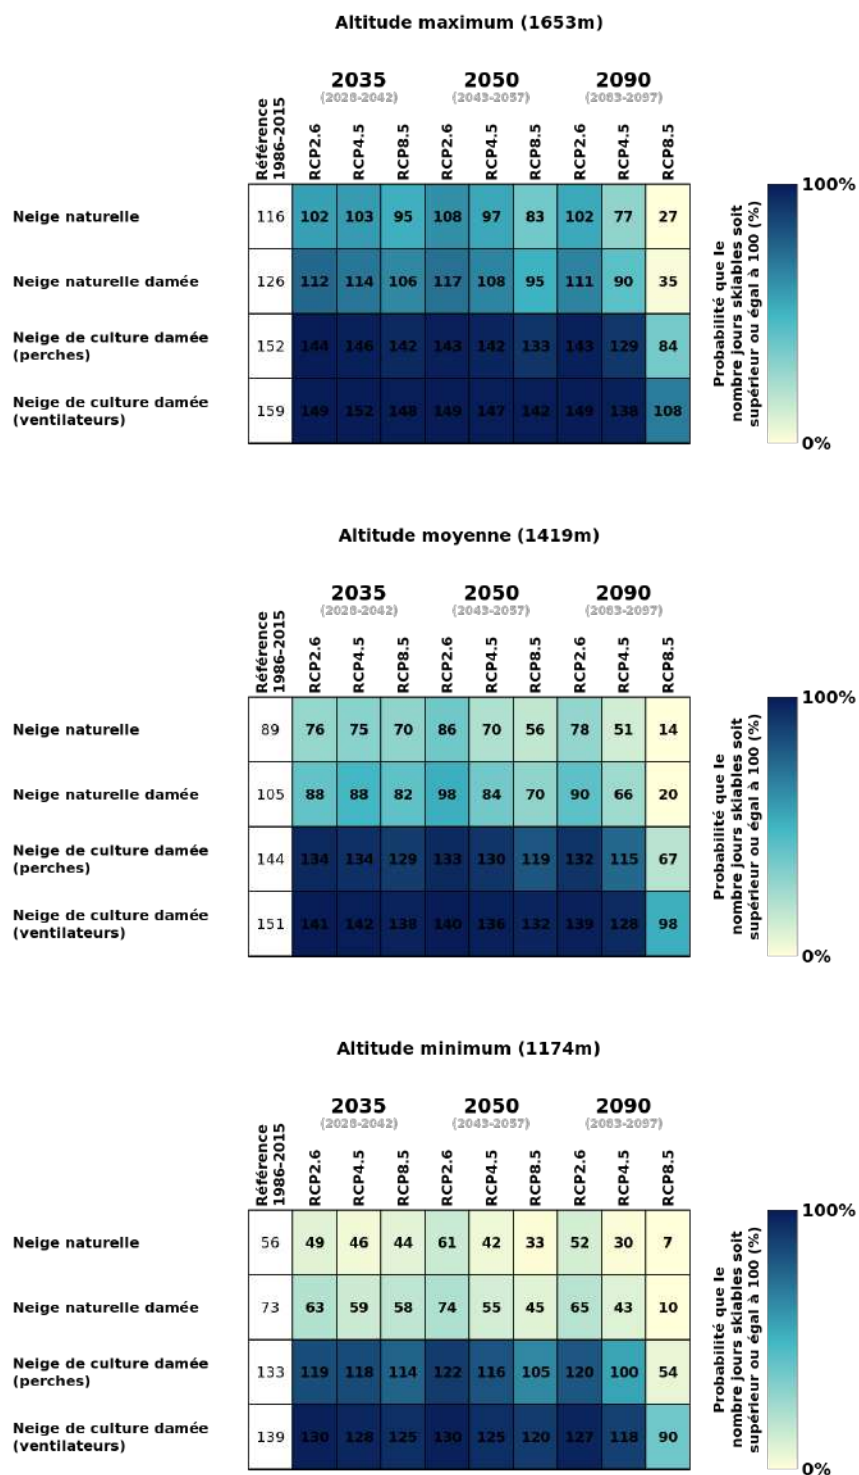 Altitude maximum (1653m)
2035 2050 2090
(2028-2042) (2043-2057) (2083-2097)
Référence
1986-2015
RCP2.6 RCP4.5 RCP8.5 RCP2.6 RCP4.5 RCP8.5 RCP2.6 RCP4.5 RCP8.5
Neige naturelle 116 102 103 95 108 97 83 102 77 27
Neige naturelle damée 126 112 114 106 117 108 95 111 90 35
Neige de culture damée
(perches) 152 144 146 142 143 142 133 143 129 84
Neige de culture damée
(ventilateurs) 159 149 152 148 149 147 142 149 138 108
Probabilité que le
nombre jours skiables soit
supérieur ou égal à 100 (%)
100%
0%
Altitude moyenne (1419m)
2035 2050 2090
(2028-2042) (2043-2057) (2083-2097)
Référence
1986-2015
RCP2.6 RCP4.5 RCP8.5 RCP2.6 RCP4.5 RCP8.5 RCP2.6 RCP4.5 RCP8.5
Neige naturelle 89 76 75 70 86 70 56 78 51 14
Neige naturelle damée 105 88 88 82 98 84 70 90 66 20
Neige de culture damée
(perches) 144 134 134 129 133 130 119 132 115 67
Neige de culture damée
(ventilateurs) 151 141 142 138 140 136 132 139 128 98
Probabilité que le
nombre jours skiables soit
supérieur ou égal à 100 (%)
100%
0%
Altitude minimum (1174m)
2035 2050 2090
(2028-2042) (2043-2057) (2083-2097)
Référence
1986-2015
RCP2.6 RCP4.5 RCP8.5 RCP2.6 RCP4.5 RCP8.5 RCP2.6 RCP4.5 RCP8.5
Neige naturelle 56 49 46 44 61 42 33 52 30 7
Neige naturelle damée 73 63 59 58 74 55 45 65 43 10
Neige de culture damée
(perches) 133 119 118 114 122 116 105 120 100 54
Neige de culture damée
(ventilateurs) 139 130 128 125 130 125 120 127 118 90
Probabilité que le
nombre jours skiables soit
supérieur ou égal à 100 (%)
100%
0%